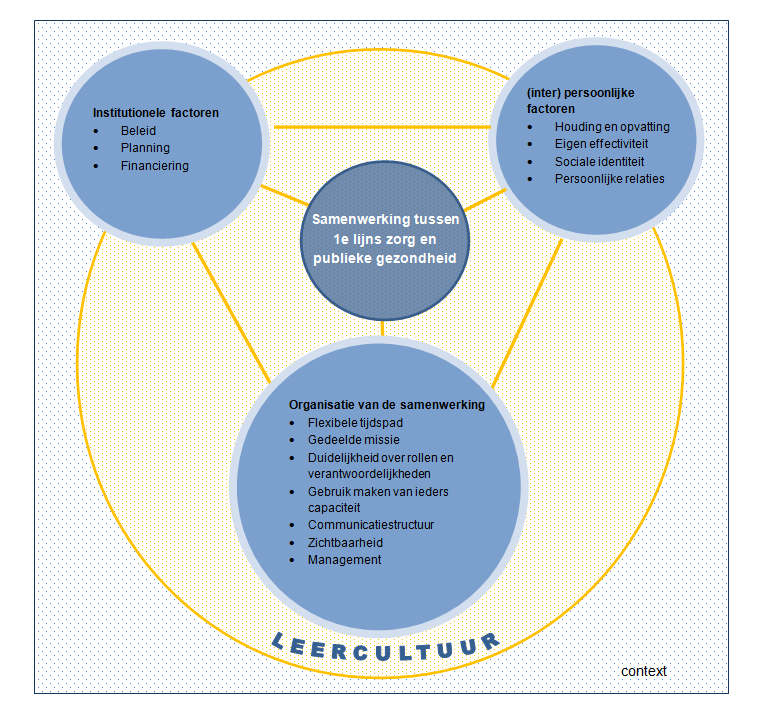 Institutionele factoren
• Beleid
• Planning
• Financiering
(inter) persoonlijke
factoren
• Houding en opvatting
• Eigen effectiviteit
• Sociale identiteit
• Persoonlijke relaties
Samenwerking tussen
1e lijns zorg en
publieke gezondheid
Organisatie van de samenwerking
• Flexibele tijdspad
• Gedeelde missie
• Duidelijkheid over rollen en
verantwoordelijkheden
• Gebruik maken van ieders
capaciteit
• Communicatiestructuur
• Zichtbaarheid
• Management
LEERCULTUUR
context